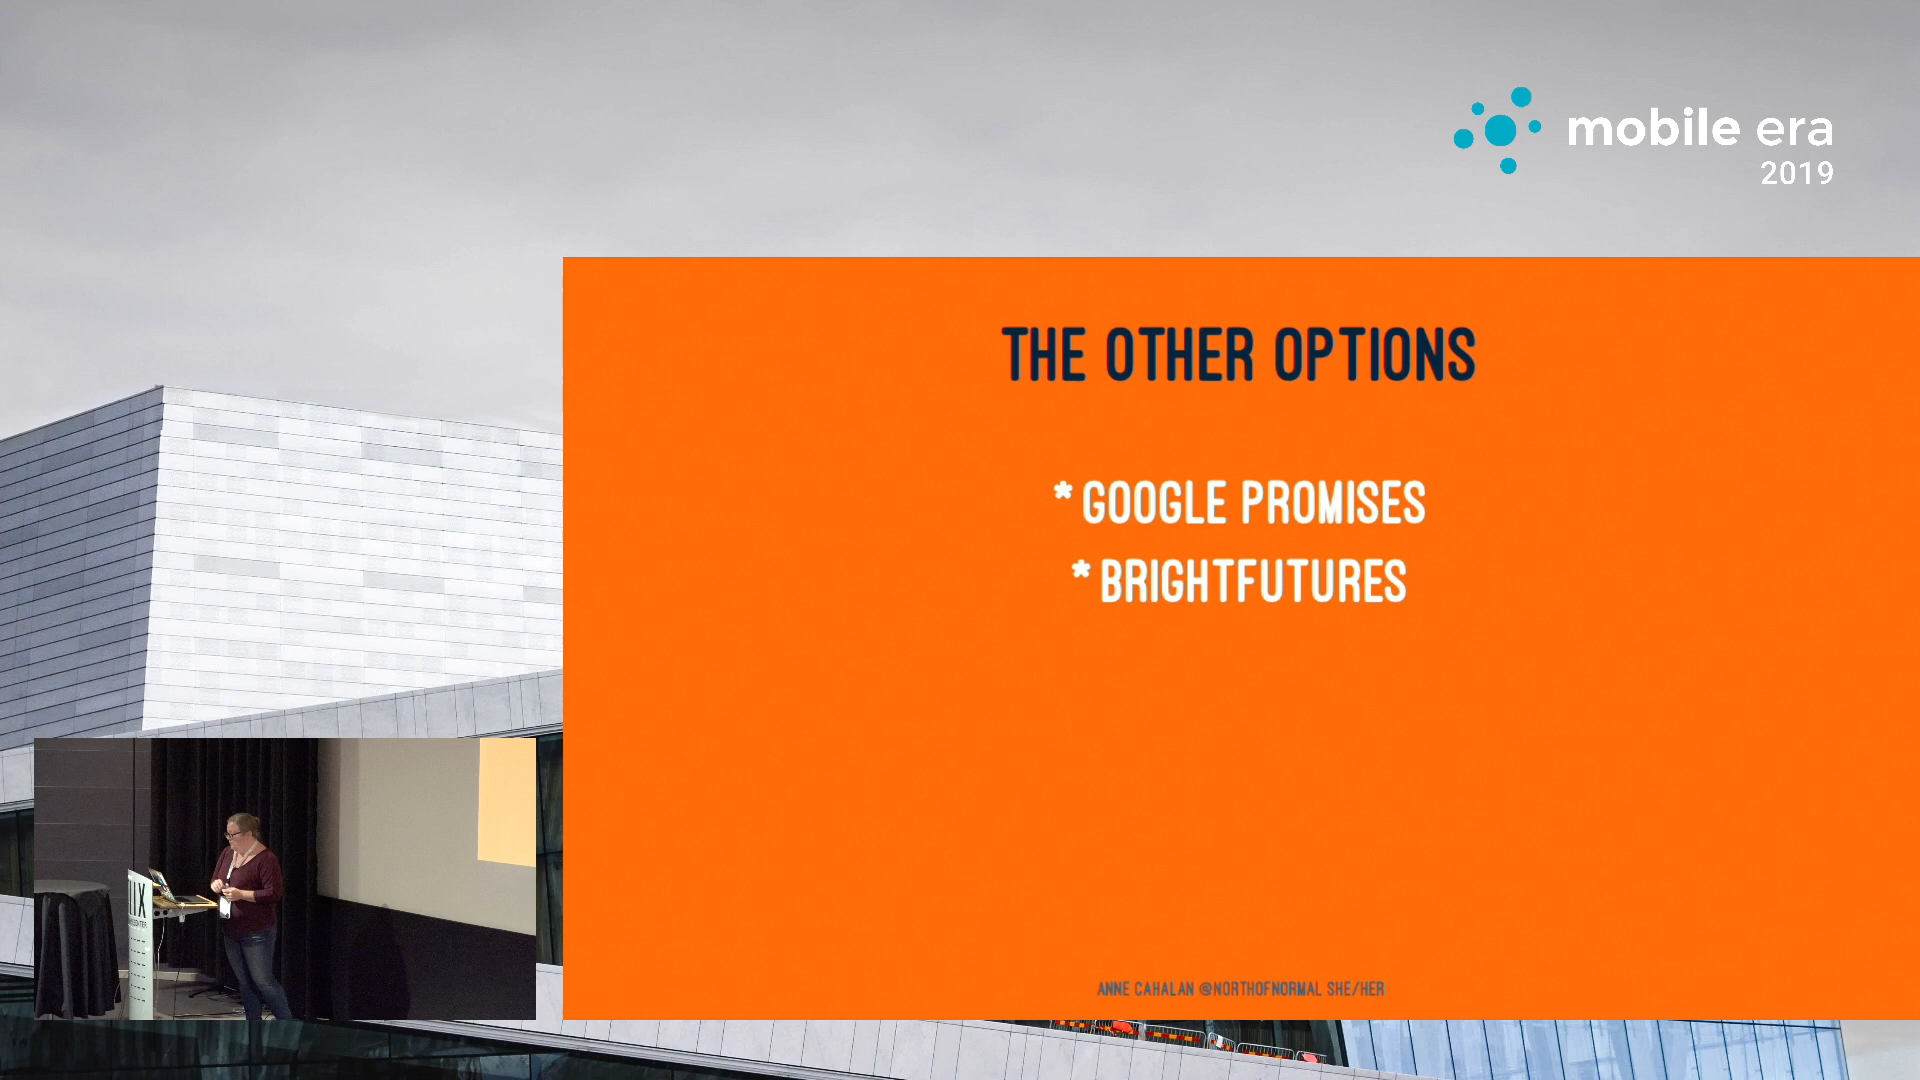 mobile era
2019
THE OTHER OPTIONS
* GOOGLE PROMISES
* BRIGHTFUTURES
ANNE CAHALAN @NORTHOFNORMAL SHE/HER